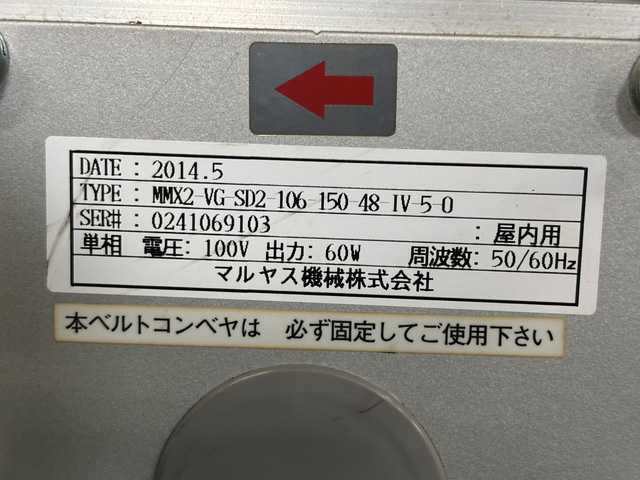 DATE : 2014.5
TYPE : MMX2-VG-SD2-106-150-48-IV-5-0
SER# : 0241069103
: 屋内用
単相 電圧: 100V 出力: 60W 周波数: 50/60Hz
マルヤス機械株式会社
本ベルトコンベヤは 必ず固定してご使用下さい